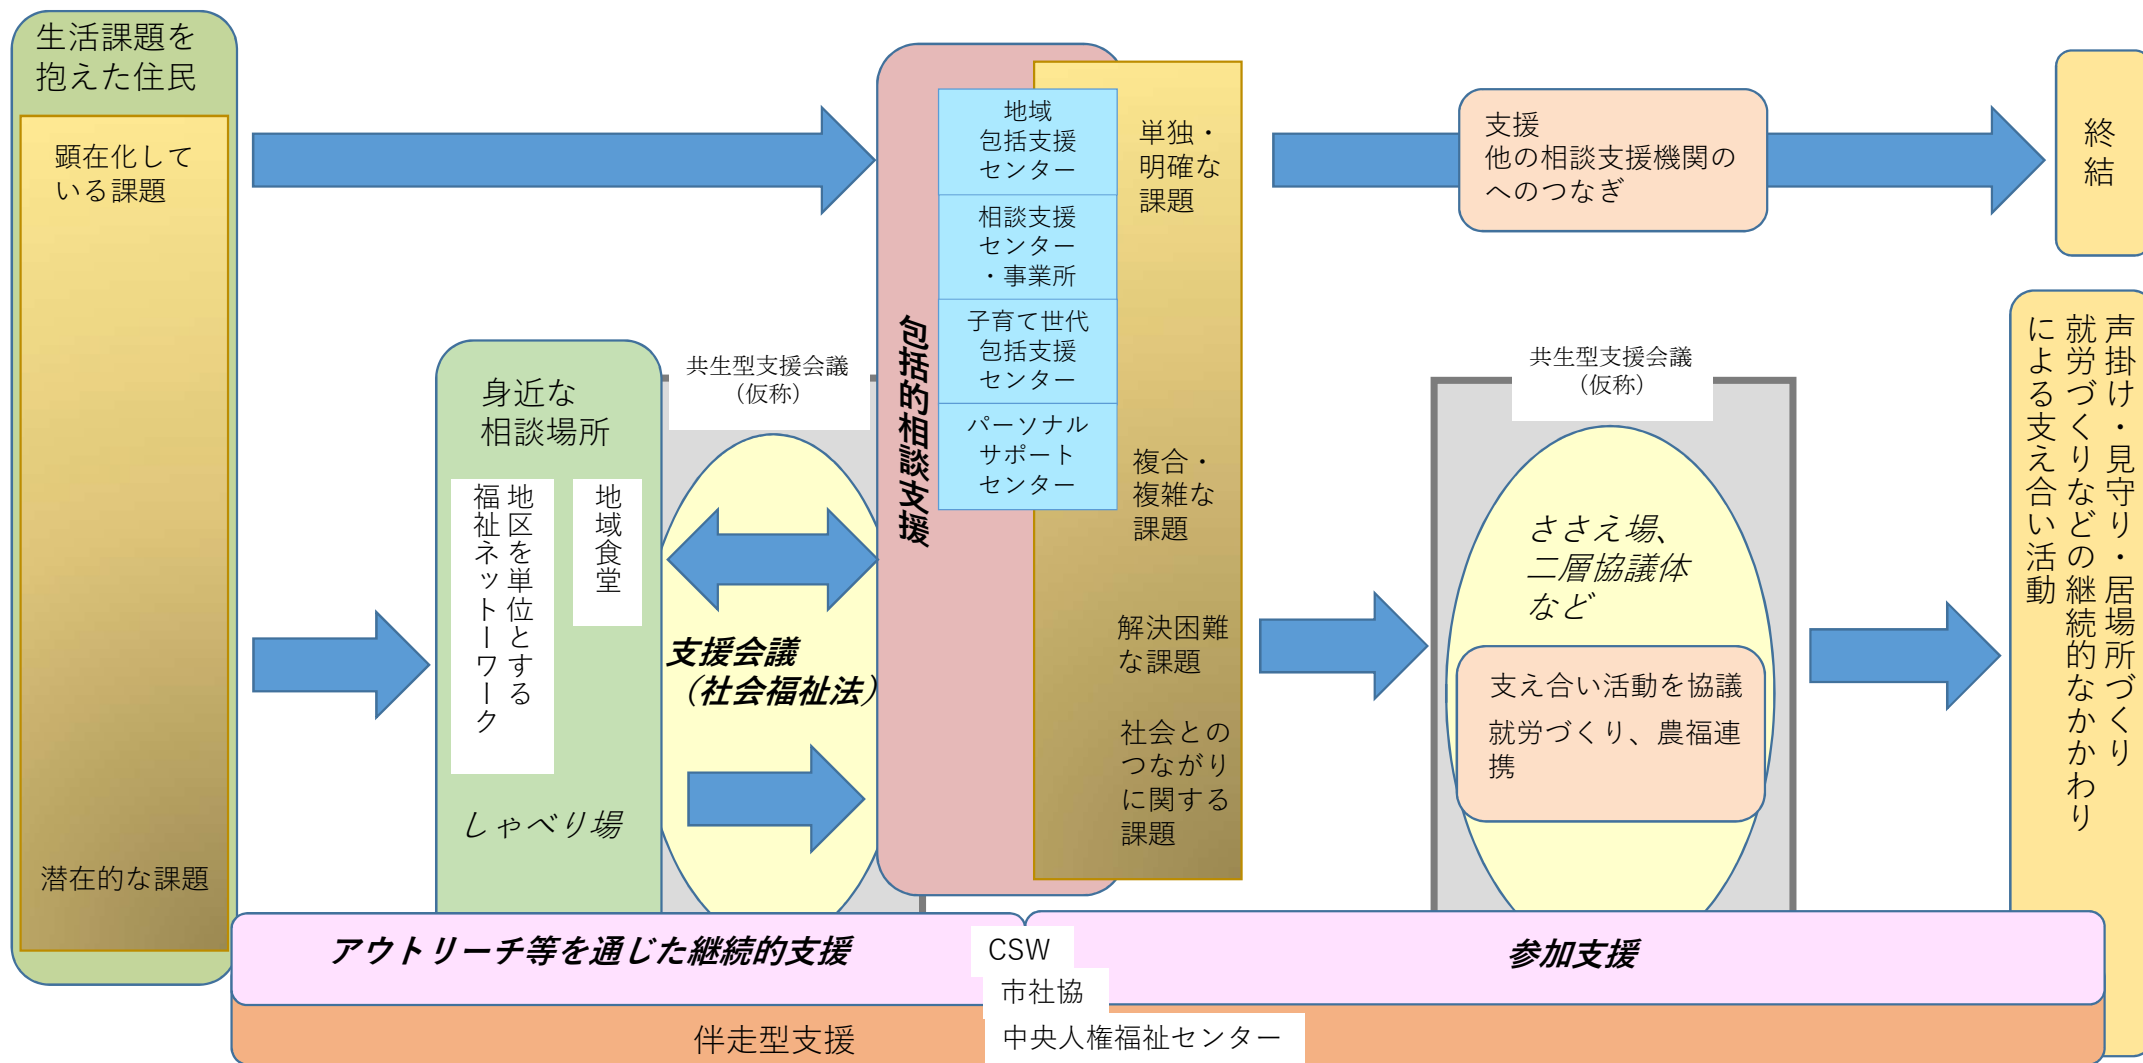 生活課題を
抱えた住民
顕在化して
いる課題
潜在的な課題
身近な
相談場所
地区を単位とする
福祉ネットーワーク
地域食堂
しゃべり場
共生型支援会議
（仮称）
支援会議
（社会福祉法）
包括的相談支援
地域
包括支援
センター
相談支援
センター
・事業所
子育て世代
包括支援
センター
パーソナル
サポート
センター
単独・
明確な
課題
複合・
複雑な
課題
解決困難
な課題
社会との
つながり
に関する
課題
支援
他の相談支援機関の
へのつなぎ
終
結
共生型支援会議
（仮称）
ささえ場、
二層協議体
など
支え合い活動を協議
就労づくり、農福連
携
声掛け・見守り・居場所づくり
就労づくりなどの継続的なかかわり
による支え合い活動
アウトリーチ等を通じた継続的支援
CSW
参加支援
市社協
伴走型支援
中央人権福祉センター